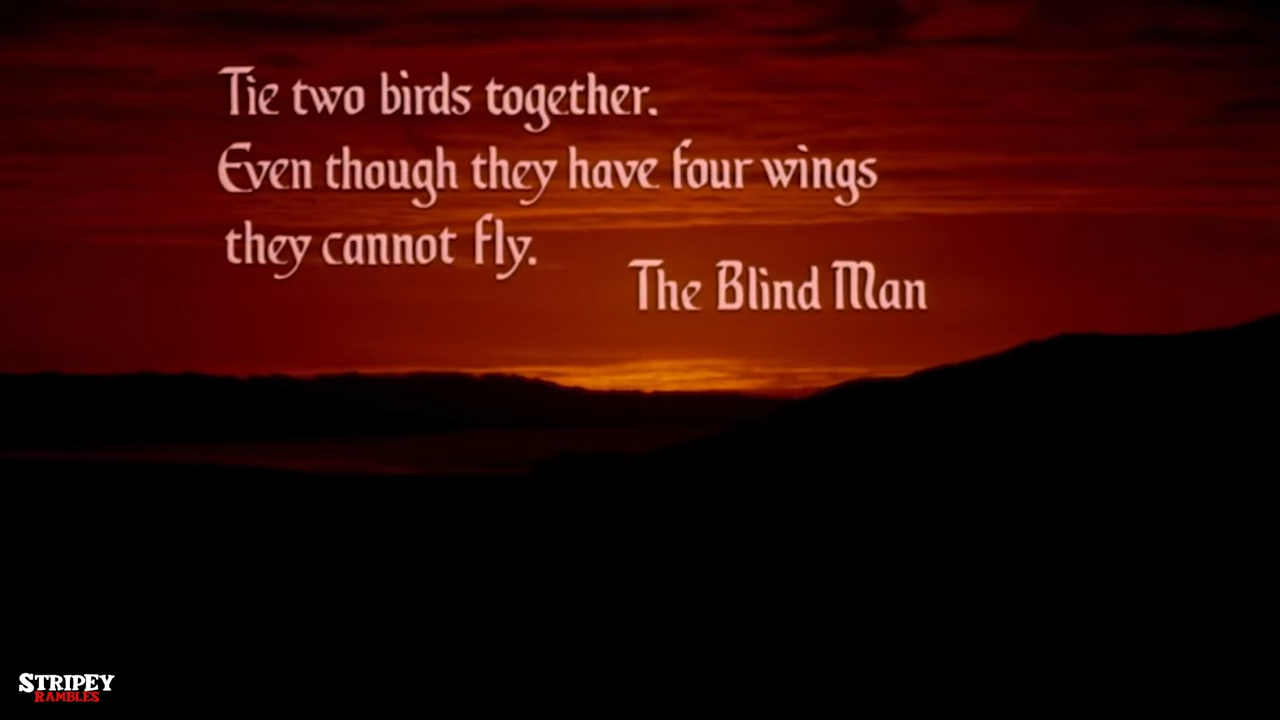 Tie two birds together.
Even though they have four wings
they cannot fly.
The Blind Man
STRIPEY
RAMBLES